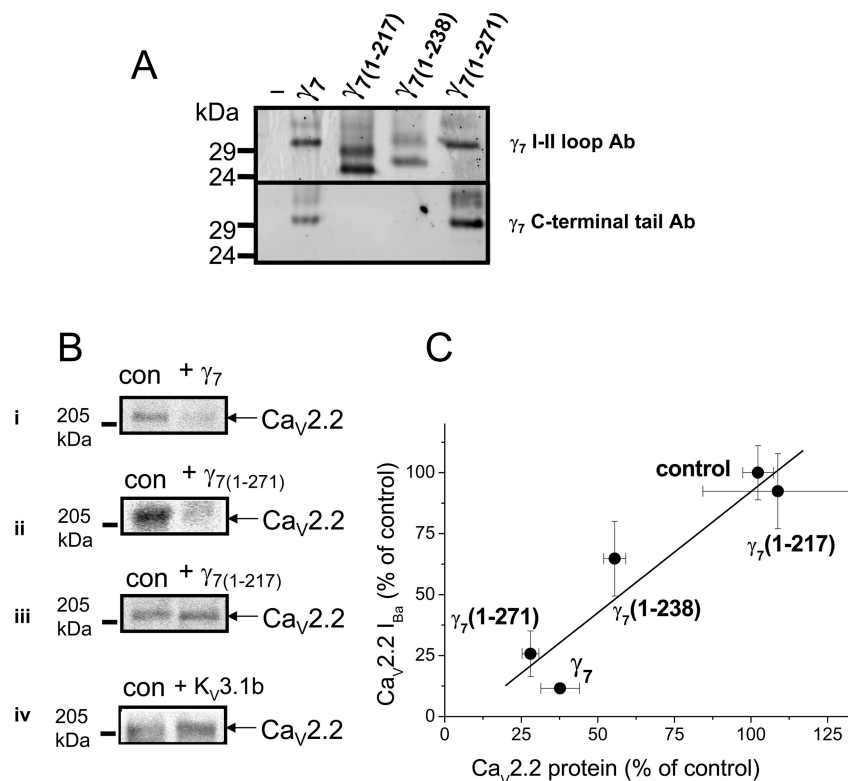 A
kDa
–
γ7
γ7(1-217)
γ7(1-238)
γ7(1-271)
29
24
γ7 I-II loop Ab
29
24
γ7 C-terminal tail Ab
B
con + γ7
i
205
kDa
CaV2.2
con + γ7(1-271)
ii
205
kDa
CaV2.2
con + γ7(1-217)
iii
205
kDa
CaV2.2
con + KV3.1b
iv
205
kDa
CaV2.2
C
CaV2.2 IBa (% of control)
100
75
50
25
0
control
γ7(1-217)
γ7(1-238)
γ7(1-271)
γ7
0 25 50 75 100 125
CaV2.2 protein (% of control)